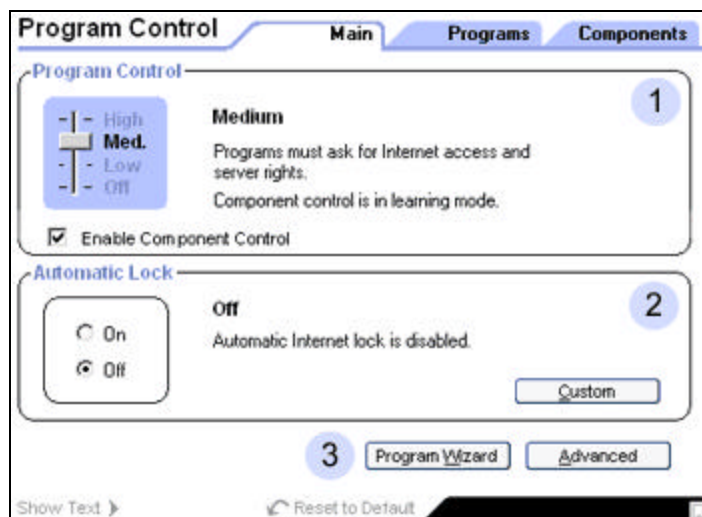 Program Control Main Programs Components
Program Control
1
High
Med.
Low
Off
Medium
Programs must ask for Internet access and
server rights.
Component control is in learning mode.
Enable Component Control
Automatic Lock
2
On
Off
Off
Automatic Internet lock is disabled.
Custom
3 Program Wizard Advanced
Show Text Reset to Default